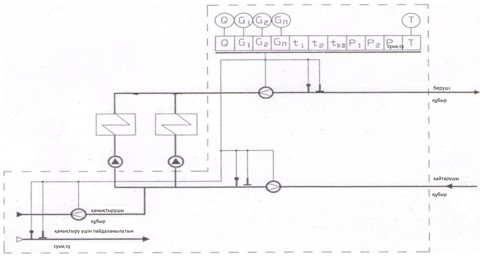 Q G₁ G₂ Gп T
Q G₁ G₂ Gп t₁ t₂ tхв P₁ P₂ P суық су T
беруші
құбыр
қайтарушы
құбыр
қанықтырушы
құбыр
қанықтыру үшін пайдаланылатын
суық су